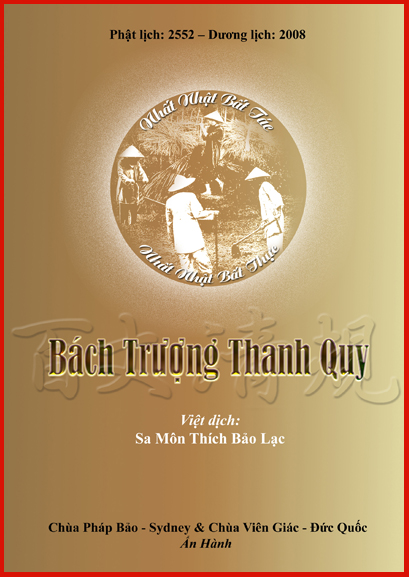 Phật lịch: 2552 – Dương lịch: 2008
Nhất Nhật Bất Tác
Nhất Nhật Bất Thực
百丈清規
Bách Trượng Thanh Quy
Việt dịch:
Sa Môn Thích Bảo Lạc
Chùa Pháp Bảo - Sydney & Chùa Viên Giác - Đức Quốc
Ấn Hành